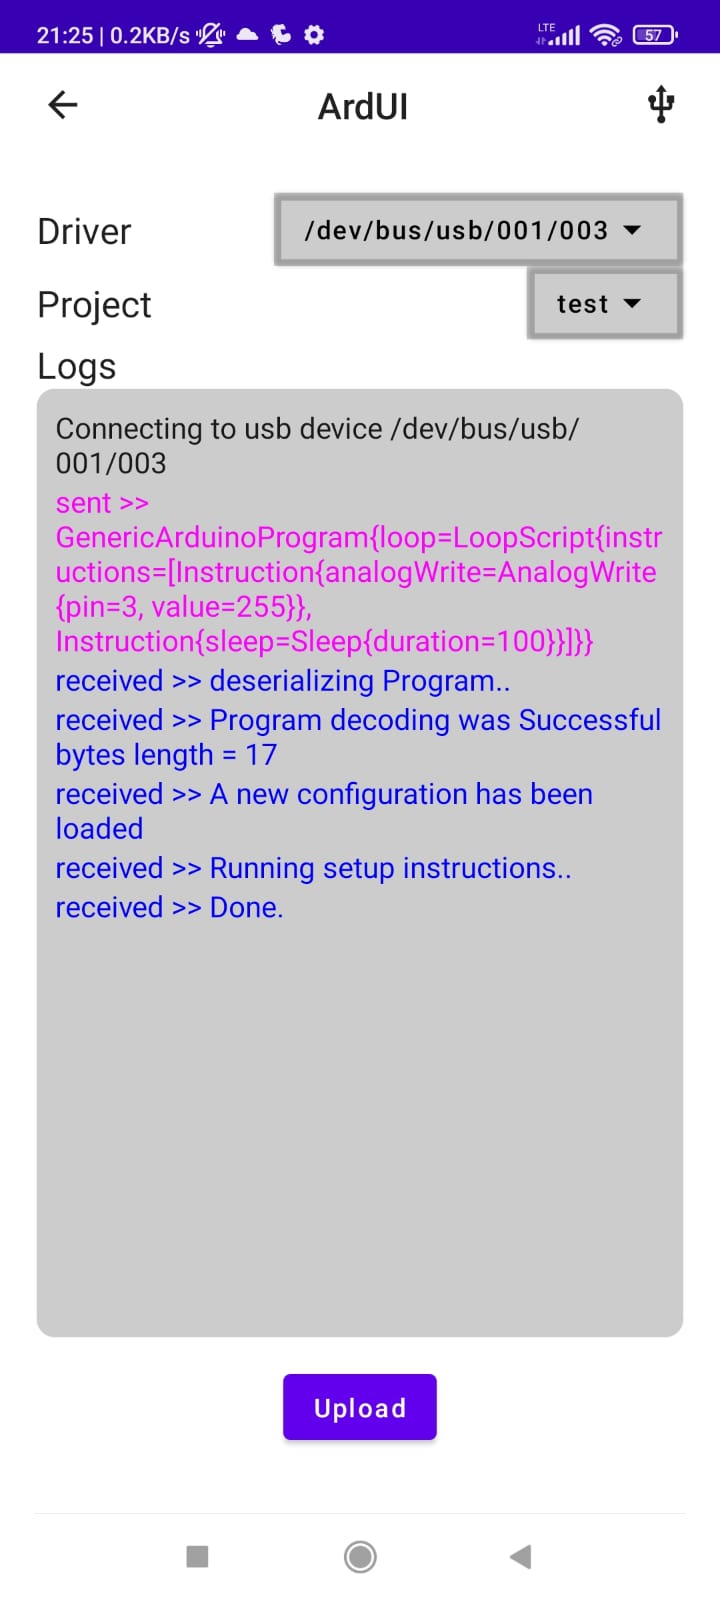 21:25 | 0.2KB/s
LTE
57
ArdUI
Driver
/dev/bus/usb/001/003
Project
test
Logs
Connecting to usb device /dev/bus/usb/
001/003
sent >>
GenericArduinoProgram{loop=LoopScript{instr
uctions=[Instruction{analogWrite=AnalogWrite
{pin=3, value=255}},
Instruction{sleep=Sleep{duration=100}}]}}
received >> deserializing Program..
received >> Program decoding was Successful
bytes length = 17
received >> A new configuration has been
loaded
received >> Running setup instructions..
received >> Done.
Upload